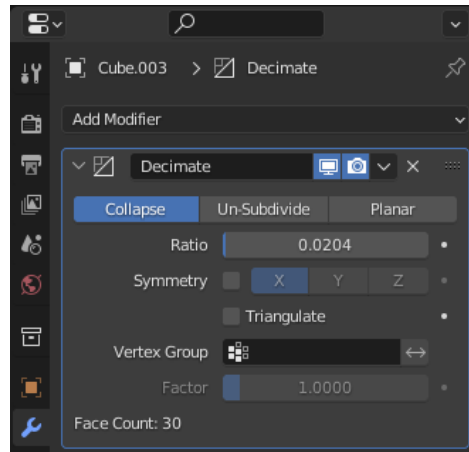 Cube.003 > Decimate
Add Modifier
Decimate
Collapse Un-Subdivide Planar
Ratio 0.0204
Symmetry X Y Z
Triangulate
Vertex Group
Factor 1.0000
Face Count: 30